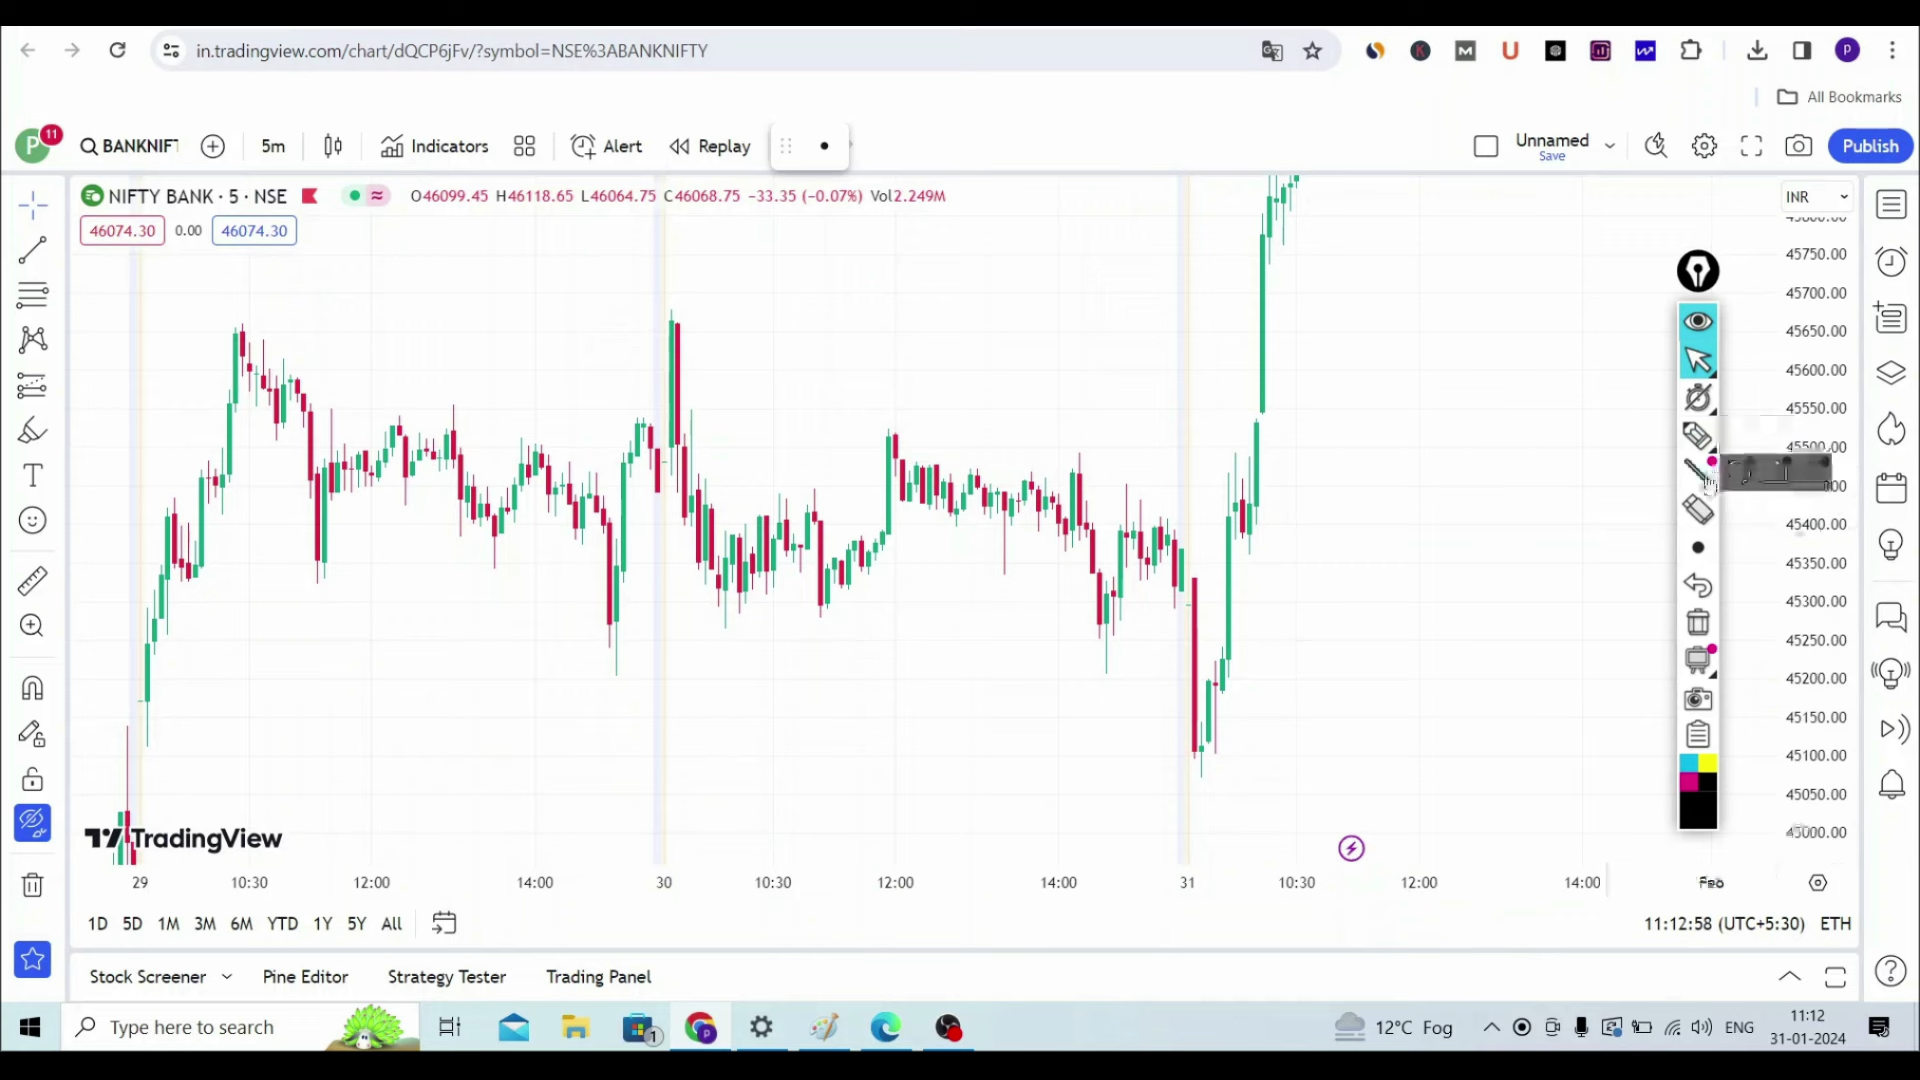 in.tradingview.com/chart/dQCP6jFv/?symbol=NSE%3ABANKNIFTY
All Bookmarks
P 11 BANKNIFT 5m Indicators Alert Replay Unnamed Save Publish
NIFTY BANK · 5 · NSE O46099.45 H46118.65 L46064.75 C46068.75 −33.35 (−0.07%) Vol2.249M INR
46074.30 0.00 46074.30
45750.00
45700.00
45650.00
45600.00
45550.00
45500.00
45400.00
45350.00
45300.00
45250.00
45200.00
45150.00
45100.00
45050.00
45000.00
TradingView
29 10:30 12:00 14:00 30 10:30 12:00 14:00 31 10:30 12:00 14:00 Feb
1D 5D 1M 3M 6M YTD 1Y 5Y All 11:12:58 (UTC+5:30) ETH
Stock Screener Pine Editor Strategy Tester Trading Panel
Type here to search 1 12°C Fog ENG 11:12
31-01-2024